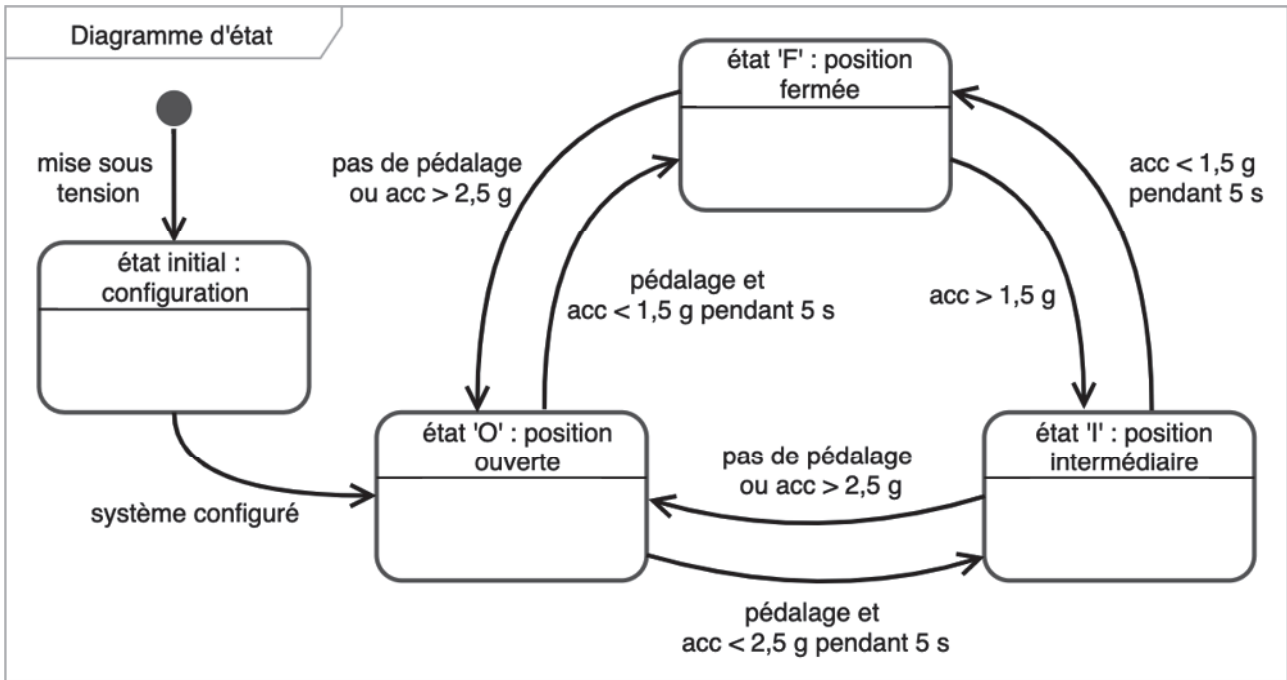 Diagramme d'état
état 'F' : position
fermée
mise sous
tension
pas de pédalage
ou acc > 2,5 g
acc < 1,5 g
pendant 5 s
état initial :
configuration
pédalage et
acc < 1,5 g pendant 5 s
acc > 1,5 g
état 'O' : position
ouverte
état 'I' : position
intermédiaire
pas de pédalage
ou acc > 2,5 g
système configuré
pédalage et
acc < 2,5 g pendant 5 s